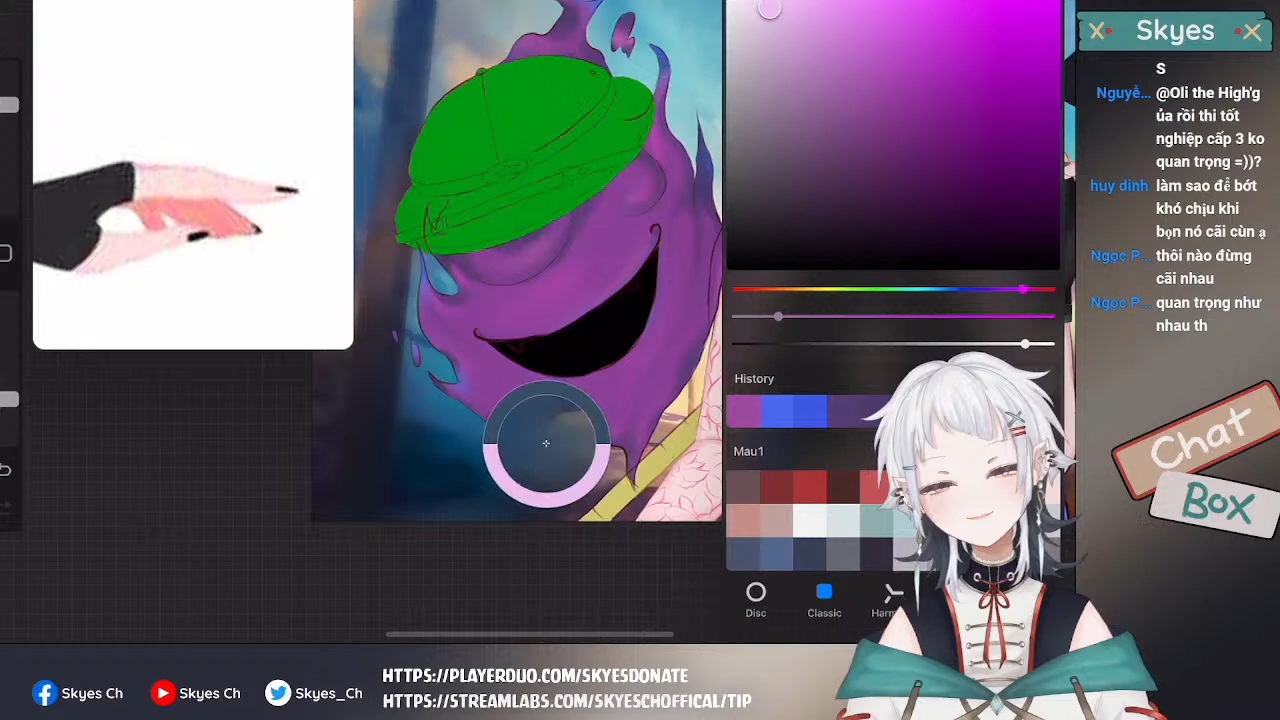 Skyes
S
Nguyễ... @Oli the High'g
ủa rồi thi tốt
nghiệp cấp 3 ko
quan trọng =))?
huy dinh làm sao để bớt
khó chịu khi
bọn nó cãi cùn ạ
Ngọc P... thôi nào đừng
cãi nhau
Ngọc P... quan trọng như
nhau th
History
Mau1
Chat
Box
Disc
Classic
Skyes Ch
Skyes Ch
Skyes_Ch
HTTPS://PLAYERDUO.COM/SKYESDONATE
HTTPS://STREAMLABS.COM/SKYESCHOFFICAL/TIP